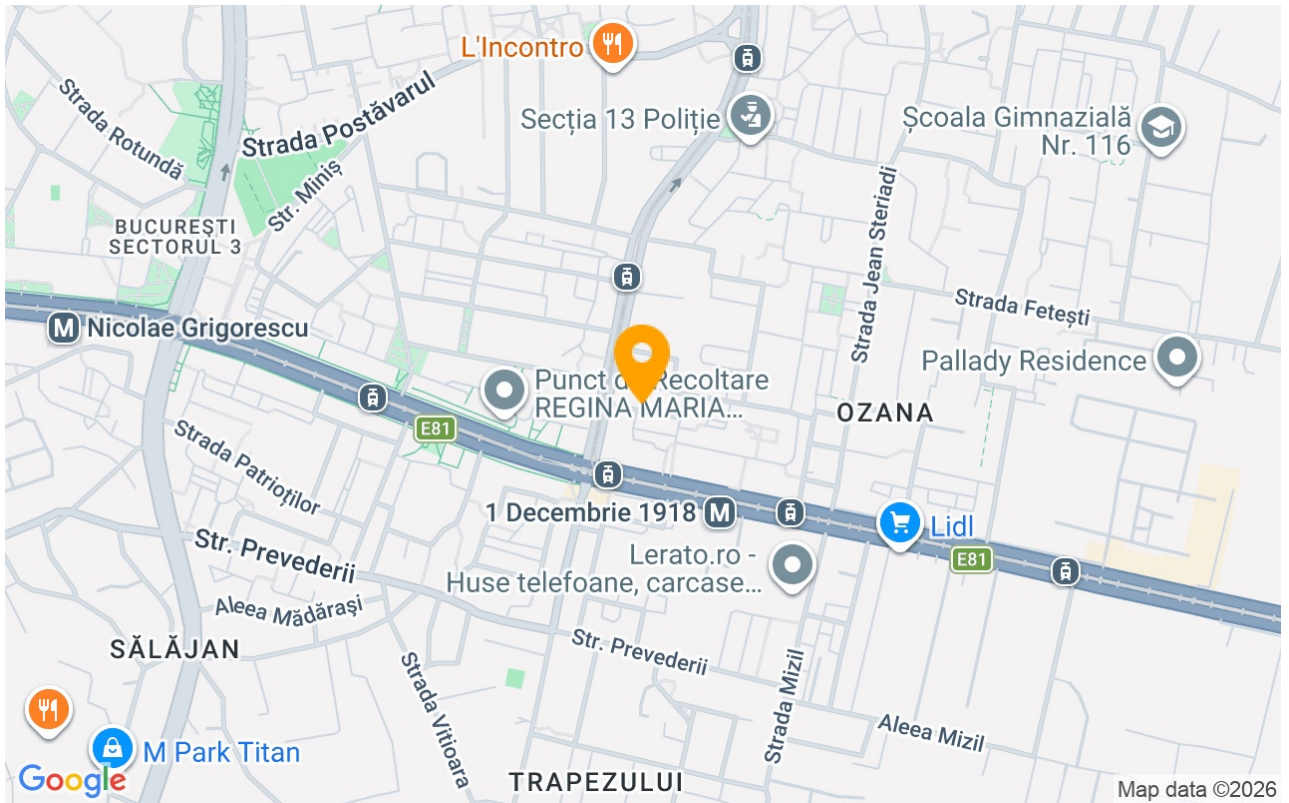 L'Incontro
Strada Rotundă
Strada Postăvarul
Secția 13 Poliție
Școala Gimnazială
Nr. 116
Str. Miniș
Strada Jean Steriadi
BUCUREȘTI
SECTORUL 3
Strada Fetești
M Nicolae Grigorescu
Pallady Residence
Punct de Recoltare
REGINA MARIA...
OZANA
E81
Strada Patrioților
1 Decembrie 1918 M
Lidl
Str. Prevederii
Lerato.ro -
Huse telefoane, carcase...
E81
Aleea Mădărași
SĂLĂJAN
Str. Prevederii
Strada Vitioara
Strada Mizil
Aleea Mizil
M Park Titan
TRAPEZULUI
Google
Map data ©2026